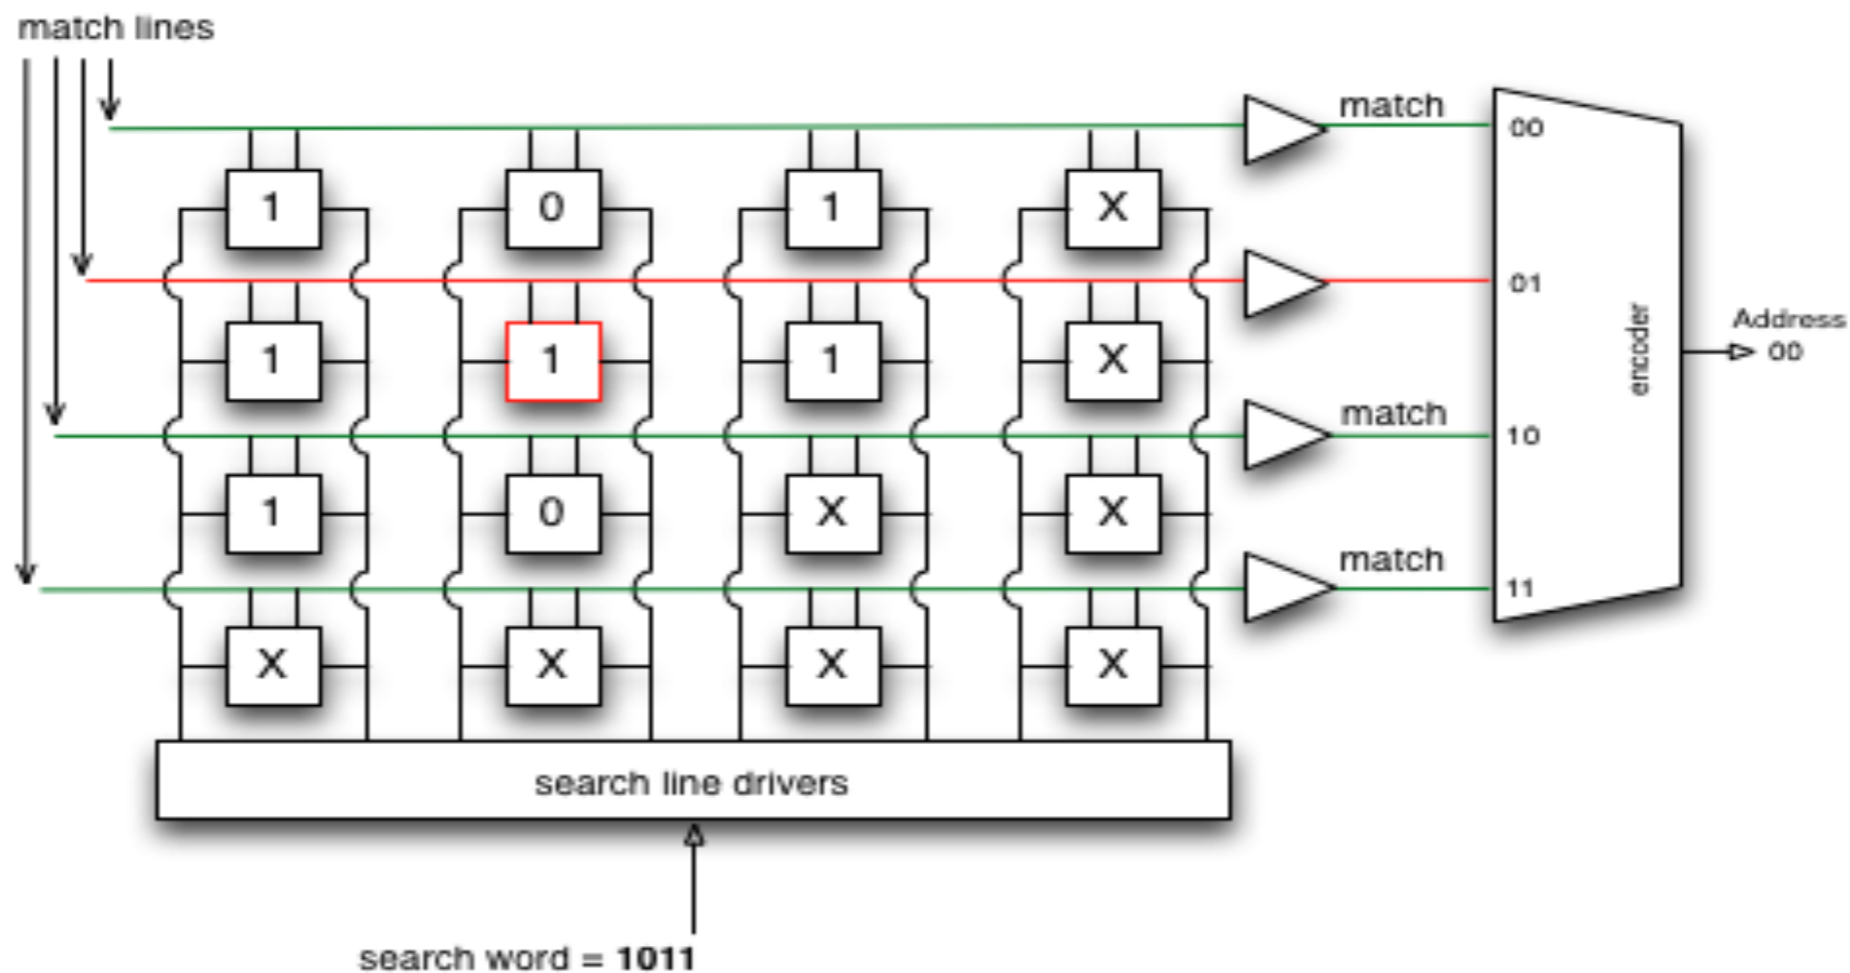 match lines
match
00
1 0 1 X
01
Address
00
1 1 1 X
encoder
match
10
1 0 X X
match
11
X X X X
search line drivers
search word = 1011